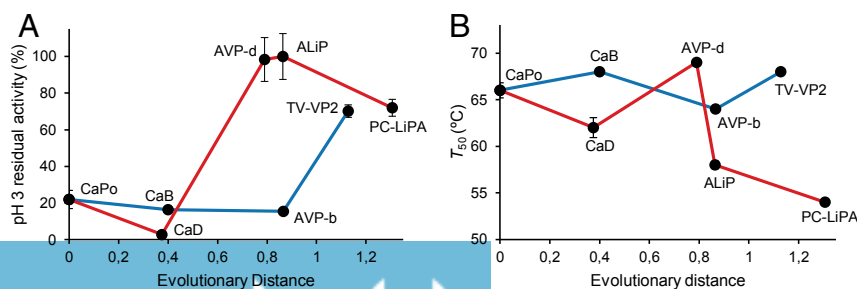 A
pH 3 residual activity (%)
100
80
60
40
20
0
CaPo
CaB
CaD
AVP-d
ALiP
TV-VP2
AVP-b
PC-LiPA
0 0,2 0,4 0,6 0,8 1 1,2
Evolutionary Distance
B
T50 (ºC)
70
65
60
55
50
CaPo
CaB
CaD
AVP-d
AVP-b
TV-VP2
ALiP
PC-LiPA
0 0,2 0,4 0,6 0,8 1 1,2
Evolutionary distance